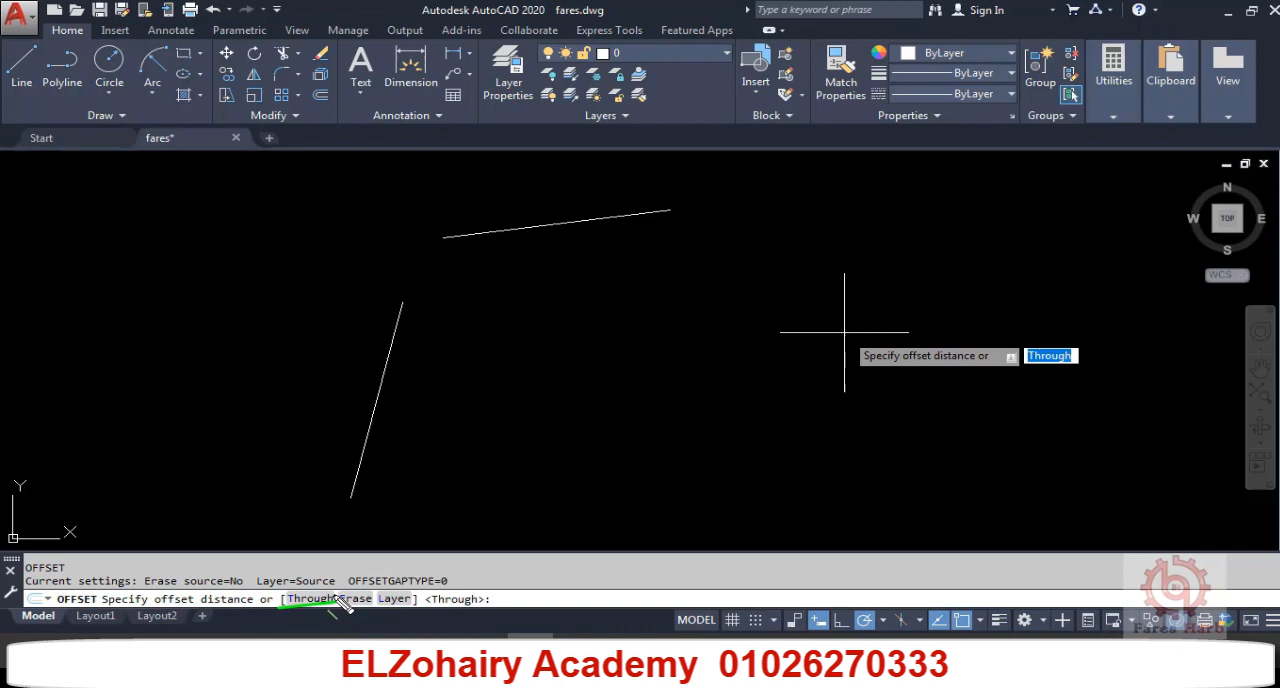 Autodesk AutoCAD 2020 fares.dwg
Type a keyword or phrase
Sign In
Home Insert Annotate Parametric View Manage Output Add-ins Collaborate Express Tools Featured Apps
Line Polyline Circle Arc
Text Dimension
Layer Properties
0
Insert
Match Properties
ByLayer
ByLayer
ByLayer
Group
Utilities
Clipboard
View
Draw Modify Annotation Layers Block Properties Groups
Start fares*
N
W TOP E
S
WCS
Specify offset distance or Through
Y
X
OFFSET
Current settings: Erase source=No Layer=Source OFFSETGAPTYPE=0
OFFSET Specify offset distance or [Through Erase Layer] <Through>:
Model Layout1 Layout2
MODEL
Fares Harb
ELZohairy Academy 01026270333